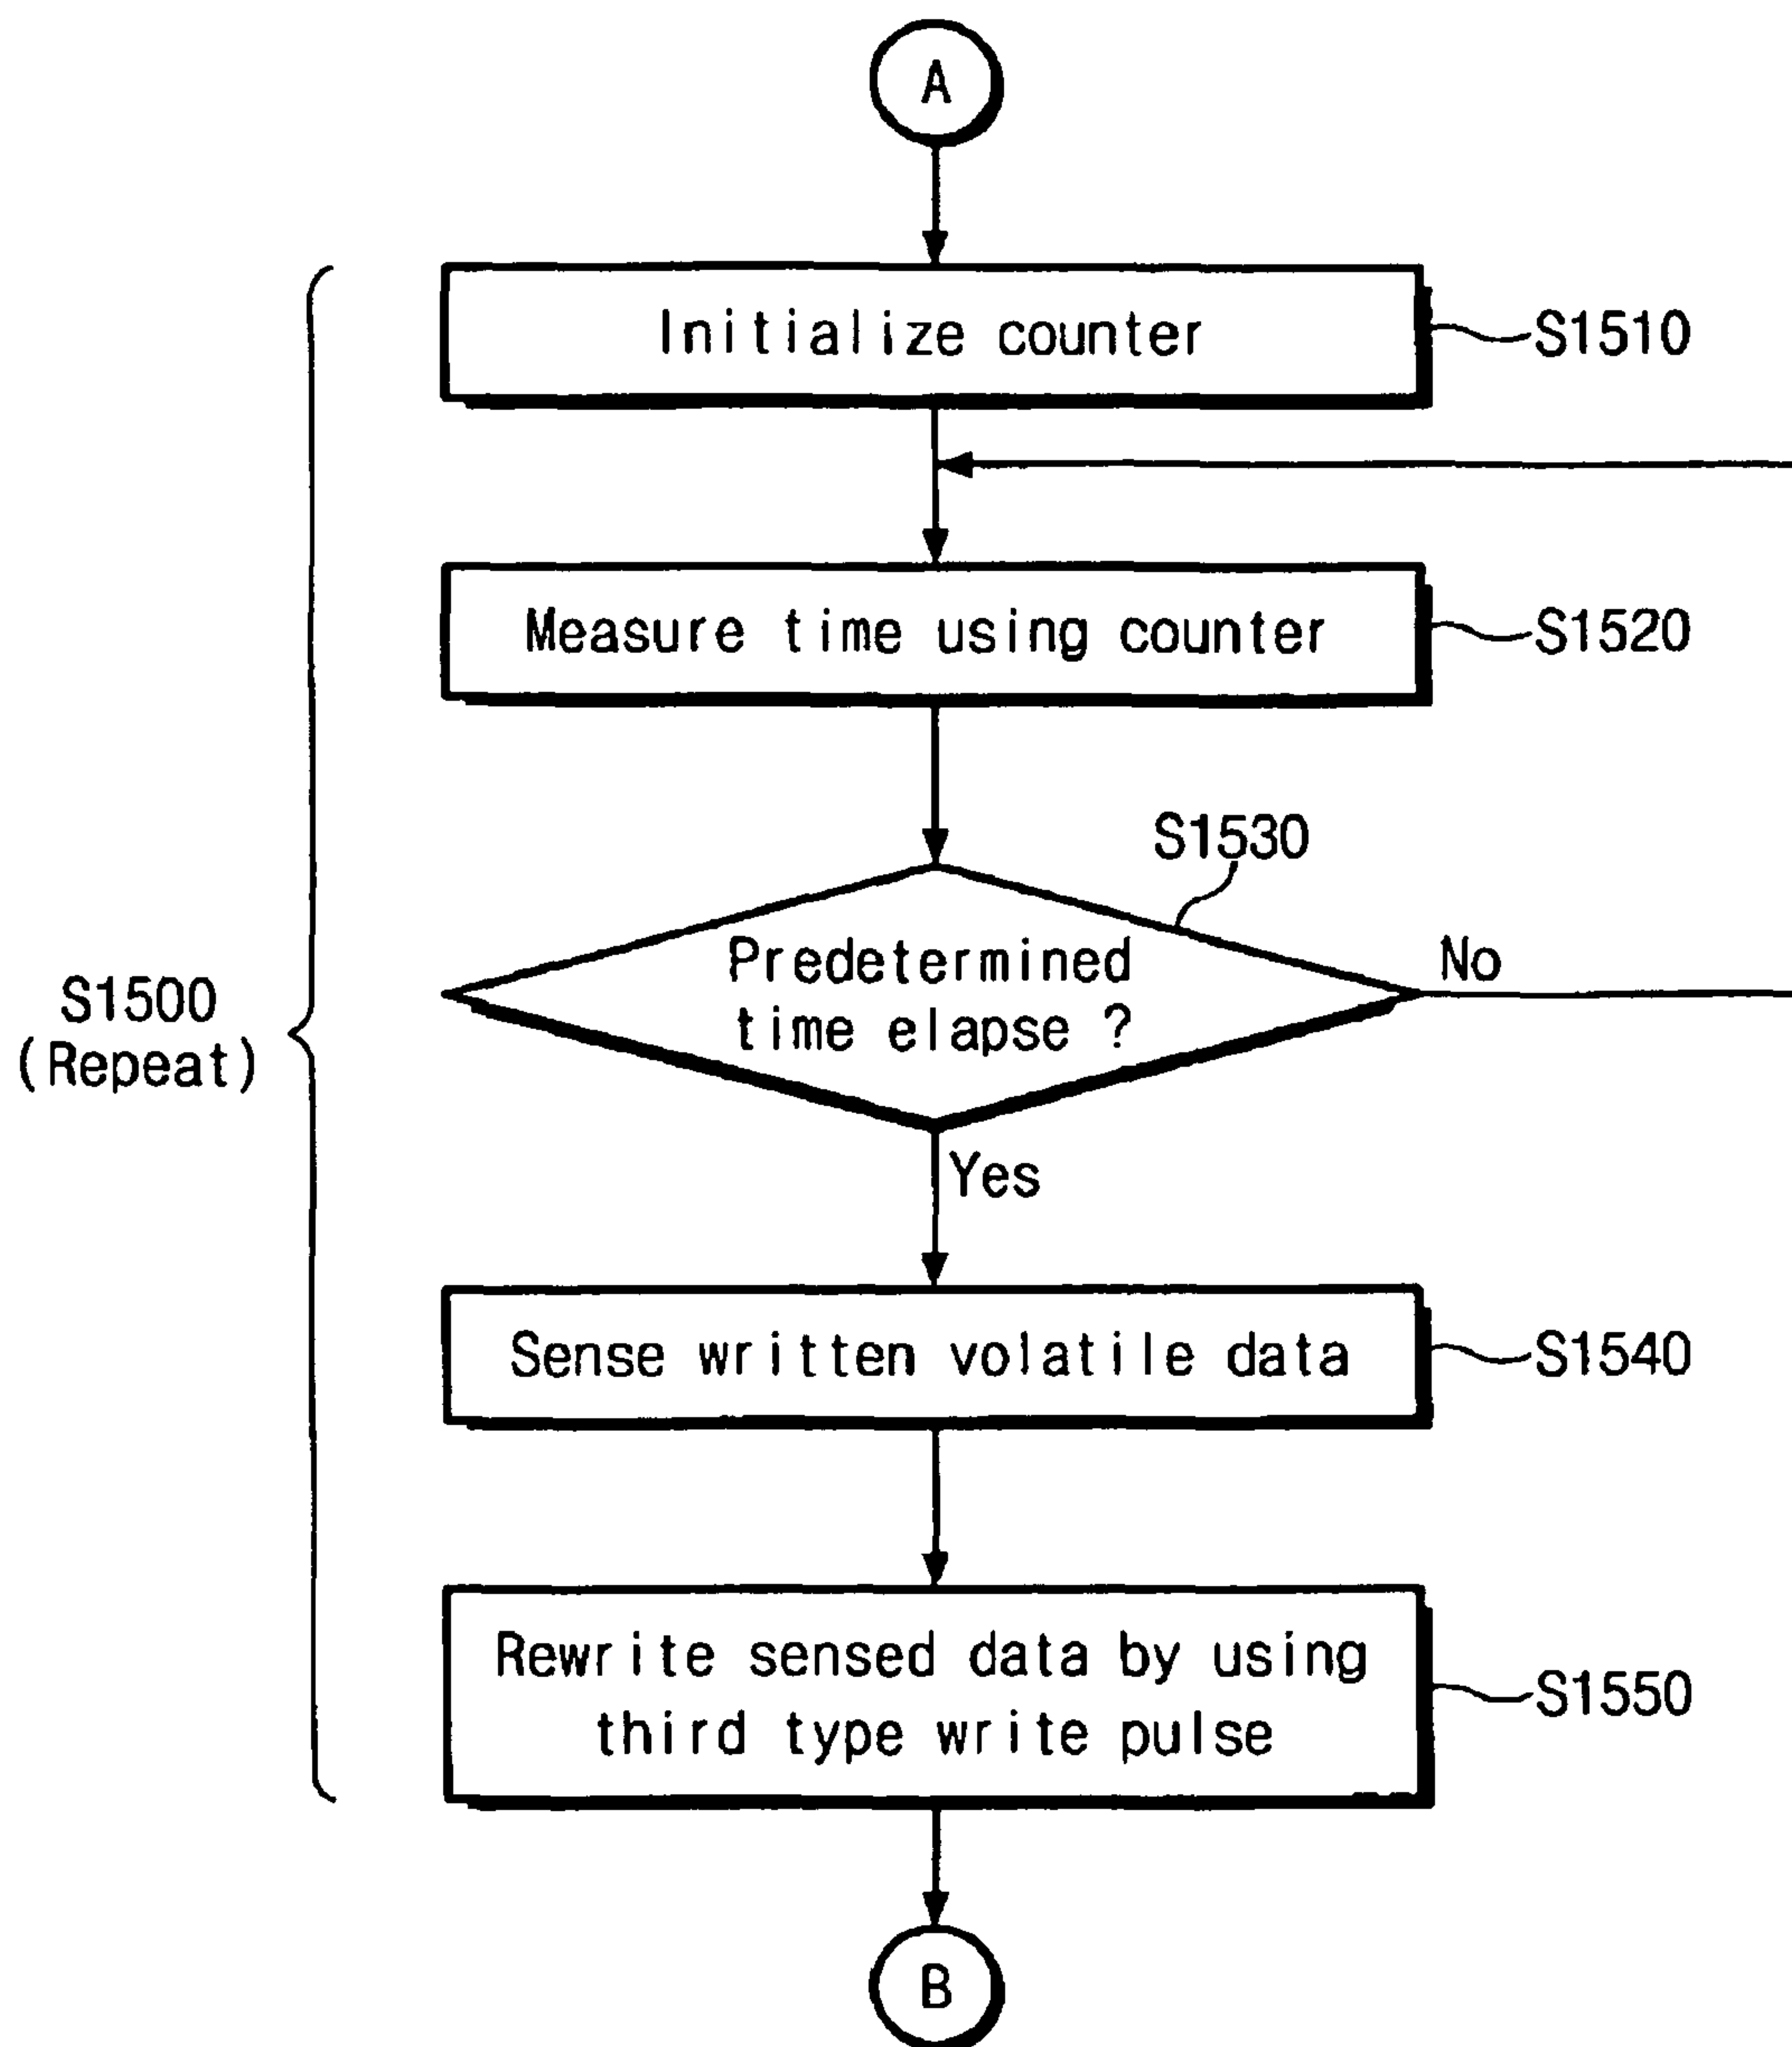 A
Initialize counter
S1510
Measure time using counter
S1520
S1530
Predetermined
time elapse ?
No
S1500
(Repeat)
Yes
Sense written volatile data
S1540
Rewrite sensed data by using
third type write pulse
S1550
B